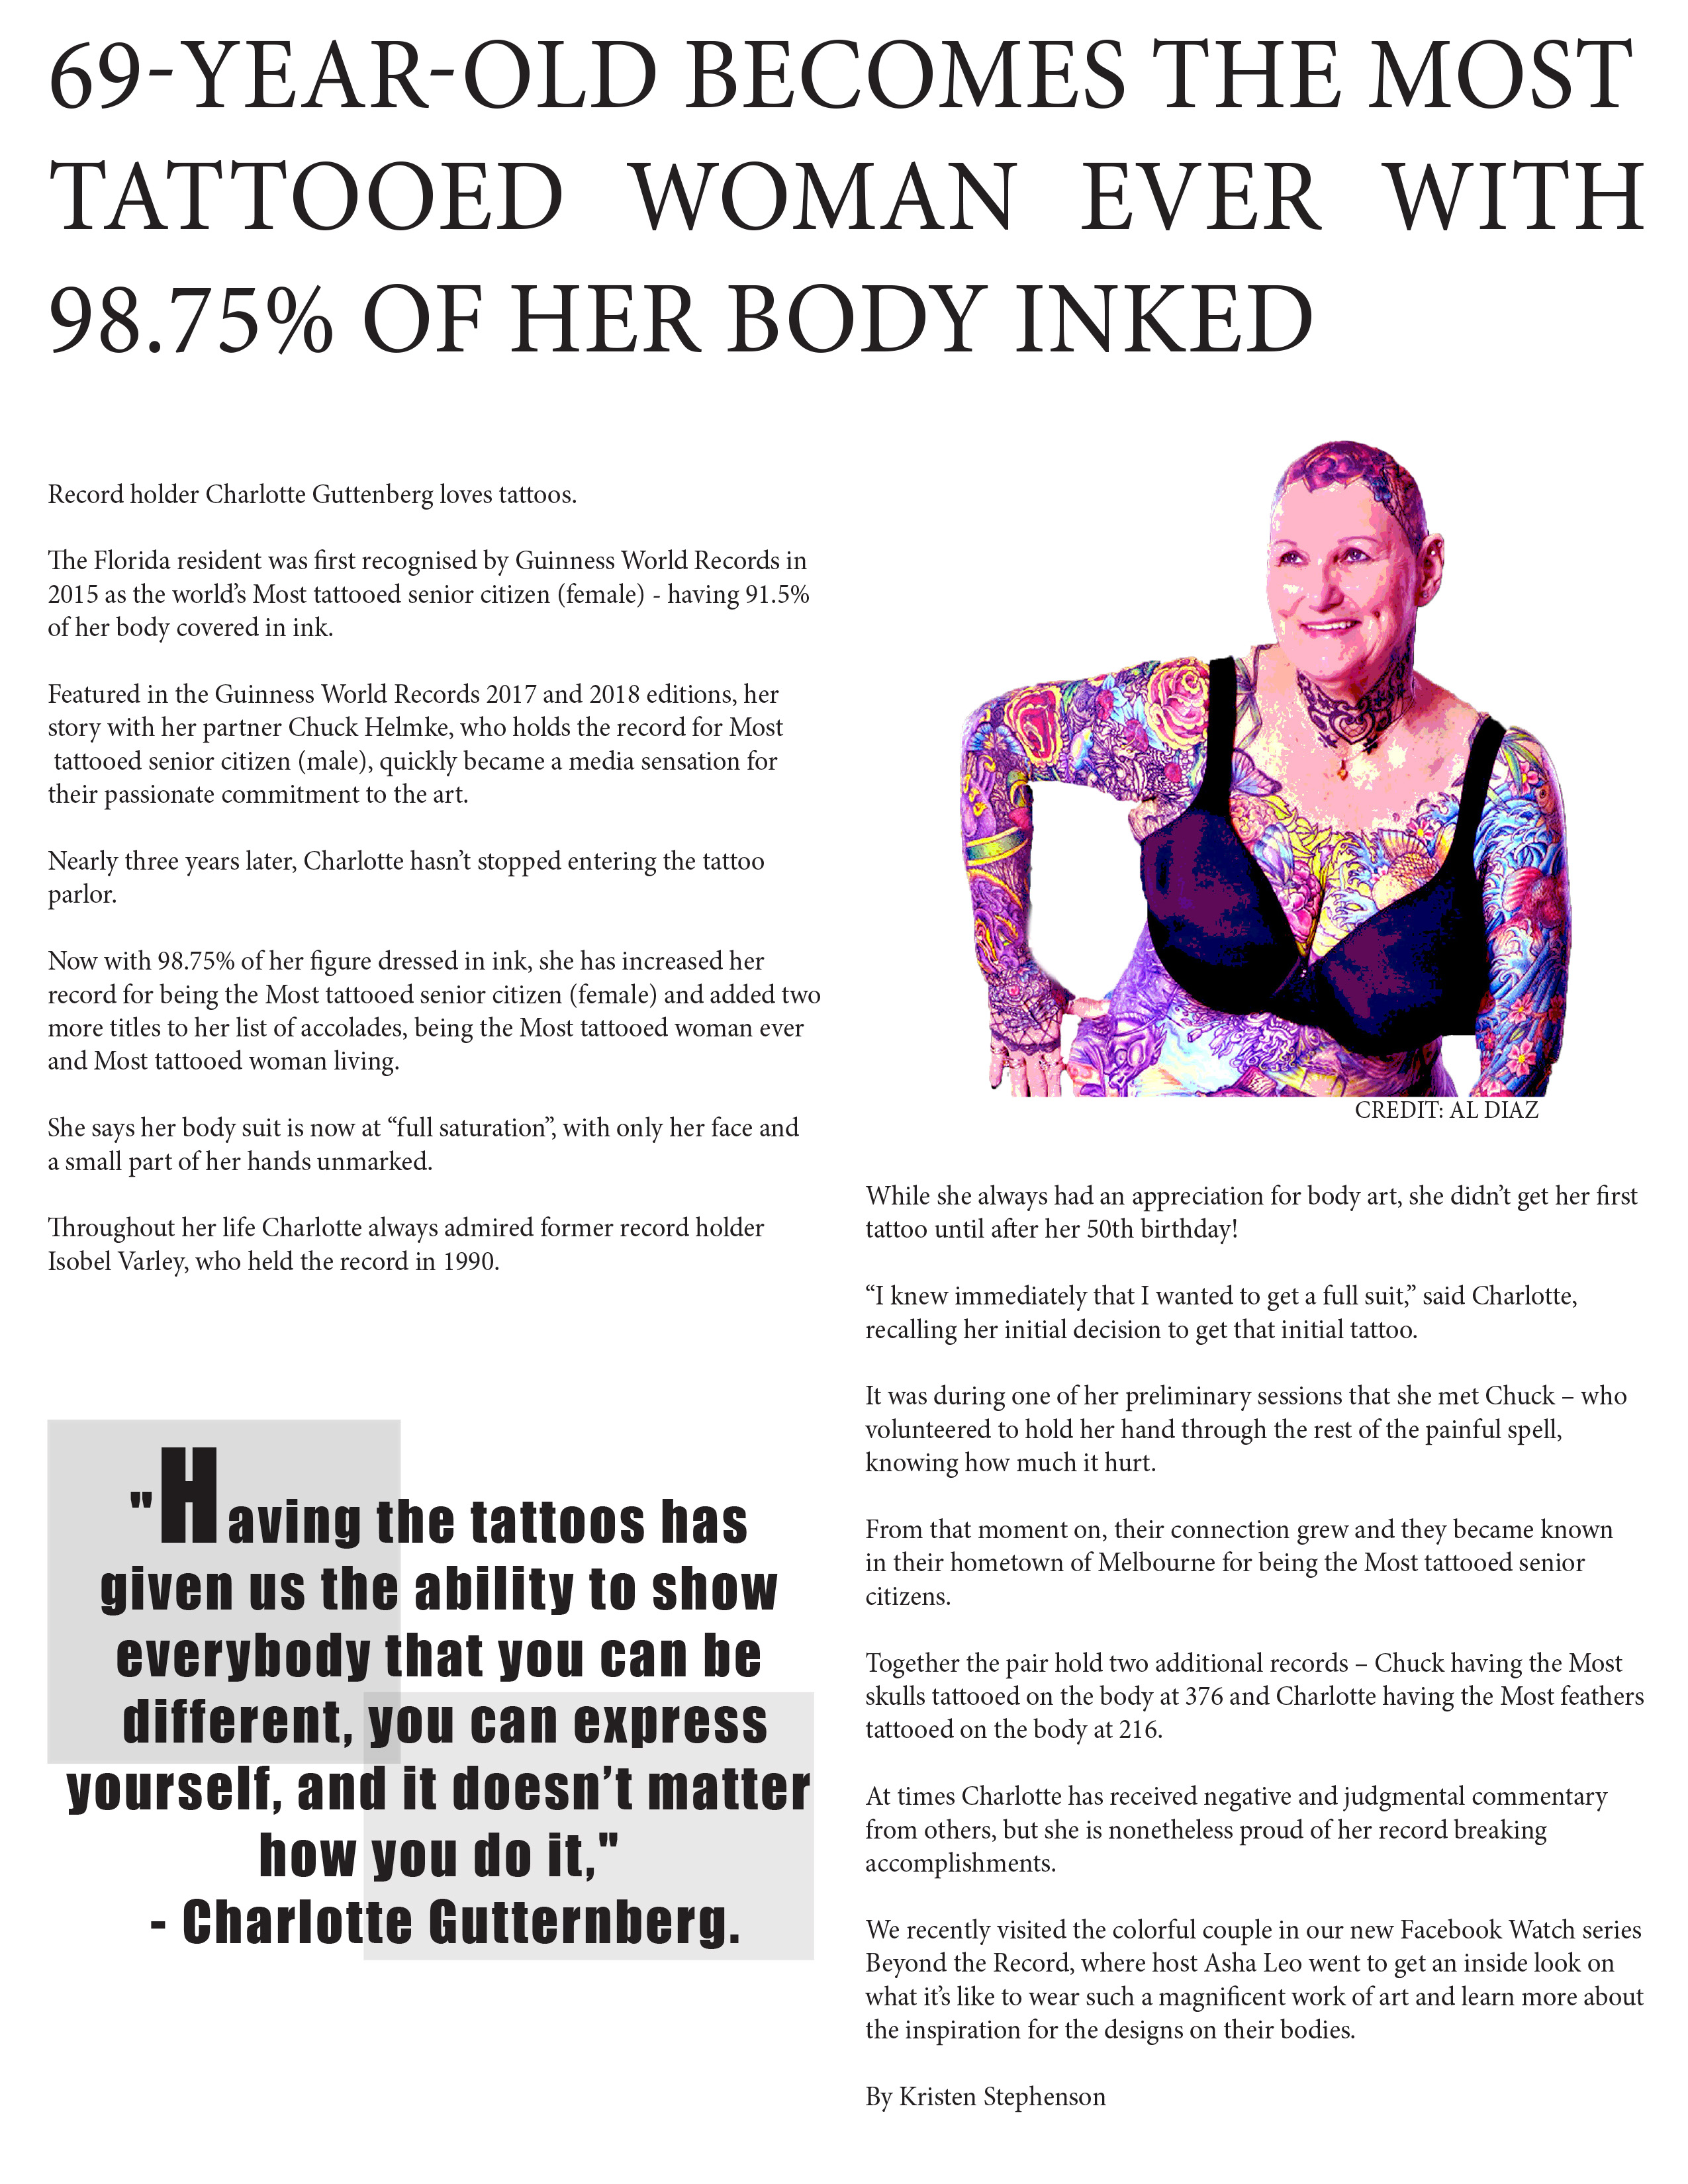 69-YEAR-OLD BECOMES THE MOST
TATTOOED WOMAN EVER WITH
98.75% OF HER BODY INKED
Record holder Charlotte Guttenberg loves tattoos.
The Florida resident was first recognised by Guinness World Records in
2015 as the world’s Most tattooed senior citizen (female) - having 91.5%
of her body covered in ink.
Featured in the Guinness World Records 2017 and 2018 editions, her
story with her partner Chuck Helmke, who holds the record for Most
tattooed senior citizen (male), quickly became a media sensation for
their passionate commitment to the art.
Nearly three years later, Charlotte hasn’t stopped entering the tattoo
parlor.
Now with 98.75% of her figure dressed in ink, she has increased her
record for being the Most tattooed senior citizen (female) and added two
more titles to her list of accolades, being the Most tattooed woman ever
and Most tattooed woman living.
She says her body suit is now at “full saturation”, with only her face and
a small part of her hands unmarked.
Throughout her life Charlotte always admired former record holder
Isobel Varley, who held the record in 1990.
"Having the tattoos has
given us the ability to show
everybody that you can be
different, you can express
yourself, and it doesn’t matter
how you do it,"
- Charlotte Gutternberg.
CREDIT: AL DIAZ
While she always had an appreciation for body art, she didn’t get her first
tattoo until after her 50th birthday!
“I knew immediately that I wanted to get a full suit,” said Charlotte,
recalling her initial decision to get that initial tattoo.
It was during one of her preliminary sessions that she met Chuck – who
volunteered to hold her hand through the rest of the painful spell,
knowing how much it hurt.
From that moment on, their connection grew and they became known
in their hometown of Melbourne for being the Most tattooed senior
citizens.
Together the pair hold two additional records – Chuck having the Most
skulls tattooed on the body at 376 and Charlotte having the Most feathers
tattooed on the body at 216.
At times Charlotte has received negative and judgmental commentary
from others, but she is nonetheless proud of her record breaking
accomplishments.
We recently visited the colorful couple in our new Facebook Watch series
Beyond the Record, where host Asha Leo went to get an inside look on
what it’s like to wear such a magnificent work of art and learn more about
the inspiration for the designs on their bodies.
By Kristen Stephenson